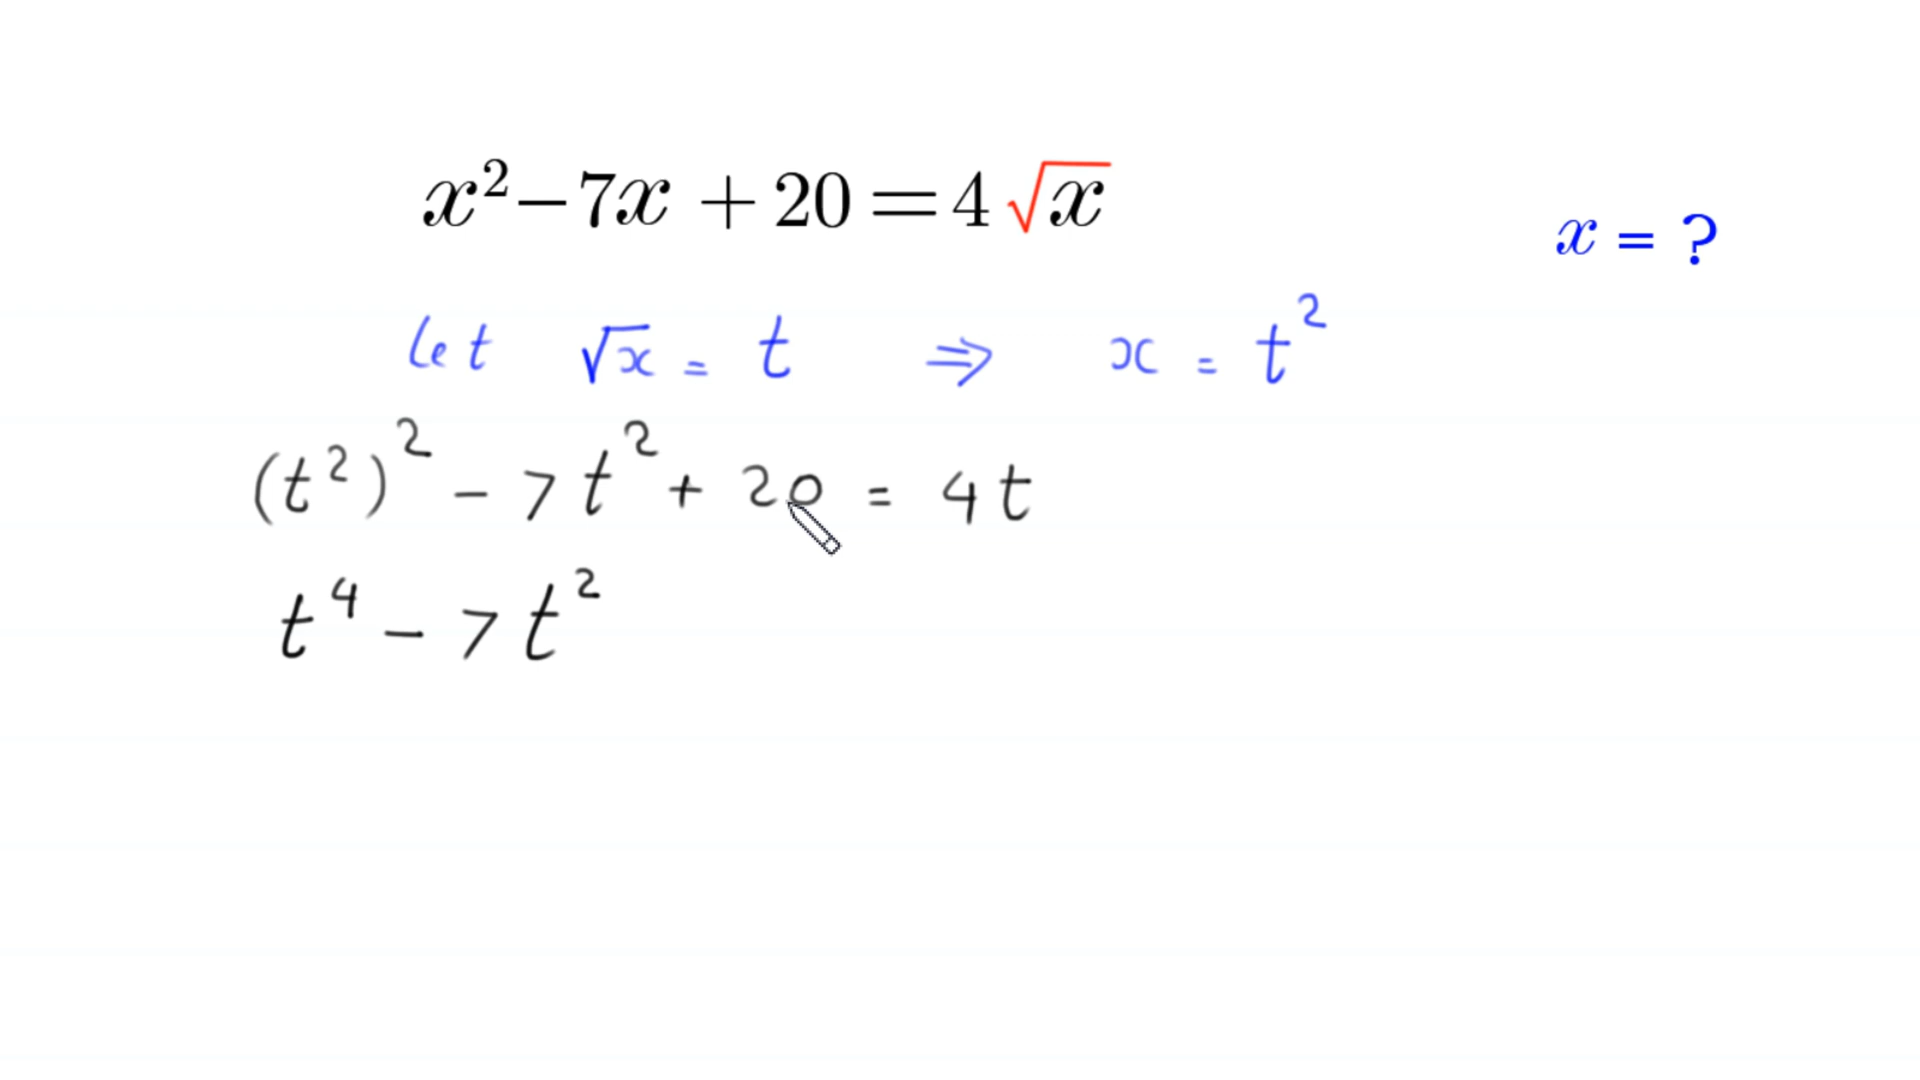 x² − 7x + 20 = 4√x
x = ?
let √x = t ⇒ x = t²
(t²)² − 7t² + 20 = 4t
t⁴ − 7t²